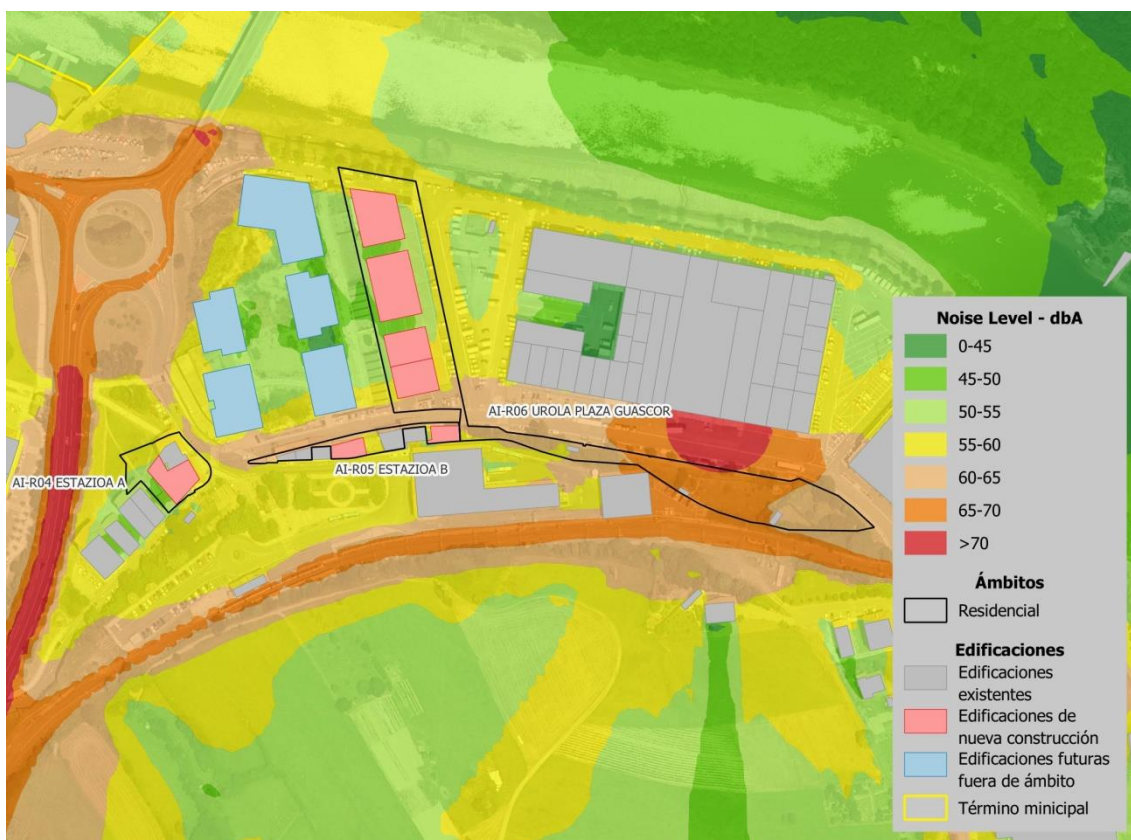 AI-R06 UROLA PLAZA GUASCOR
AI-R05 ESTAZIOA B
AI-R04 ESTAZIOA A
Noise Level - dbA
0-45
45-50
50-55
55-60
60-65
65-70
>70
Ámbitos
Residencial
Edificaciones
Edificaciones
existentes
Edificaciones de
nueva construcción
Edificaciones futuras
fuera de ámbito
Término minicipal